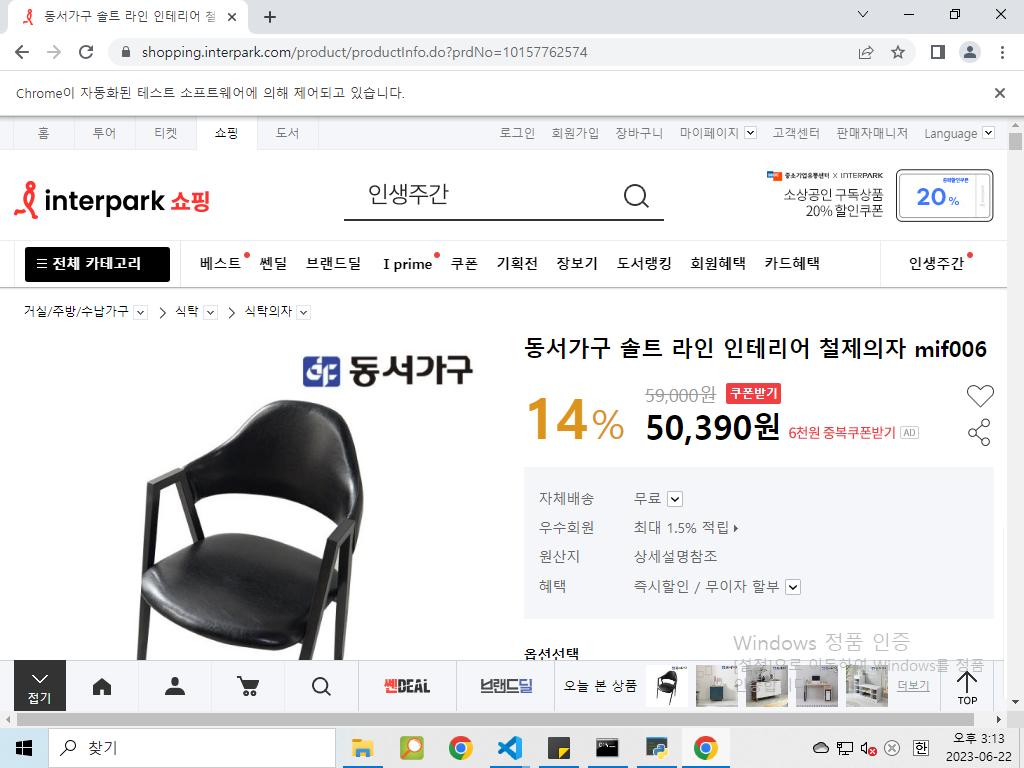 동서가구 솔트 라인 인테리어 철
shopping.interpark.com/product/productInfo.do?prdNo=10157762574
Chrome이 자동화된 테스트 소프트웨어에 의해 제어되고 있습니다.
홈 투어 티켓 쇼핑 도서 로그인 회원가입 장바구니 마이페이지 고객센터 판매자매니저 Language
interpark 쇼핑
인생주간
중소기업유통센터 X INTERPARK
소상공인 구독상품
20% 할인쿠폰
중복할인쿠폰
20%
전체 카테고리 베스트 쎈딜 브랜드딜 I prime 쿠폰 기획전 장보기 도서랭킹 회원혜택 카드혜택 인생주간
거실/주방/수납가구 식탁 식탁의자
동서가구
동서가구 솔트 라인 인테리어 철제의자 mif006
14%
59,000원 쿠폰받기
50,390원 6천원 중복쿠폰받기 AD
자체배송 무료
우수회원 최대 1.5% 적립
원산지 상세설명참조
혜택 즉시할인 / 무이자 할부
옵션선택
Windows 정품 인증
[설정]으로 이동하여 Windows를 정품
접기
쎈DEAL
브랜드딜
오늘 본 상품
더보기
TOP
찾기
한
오후 3:13
2023-06-22